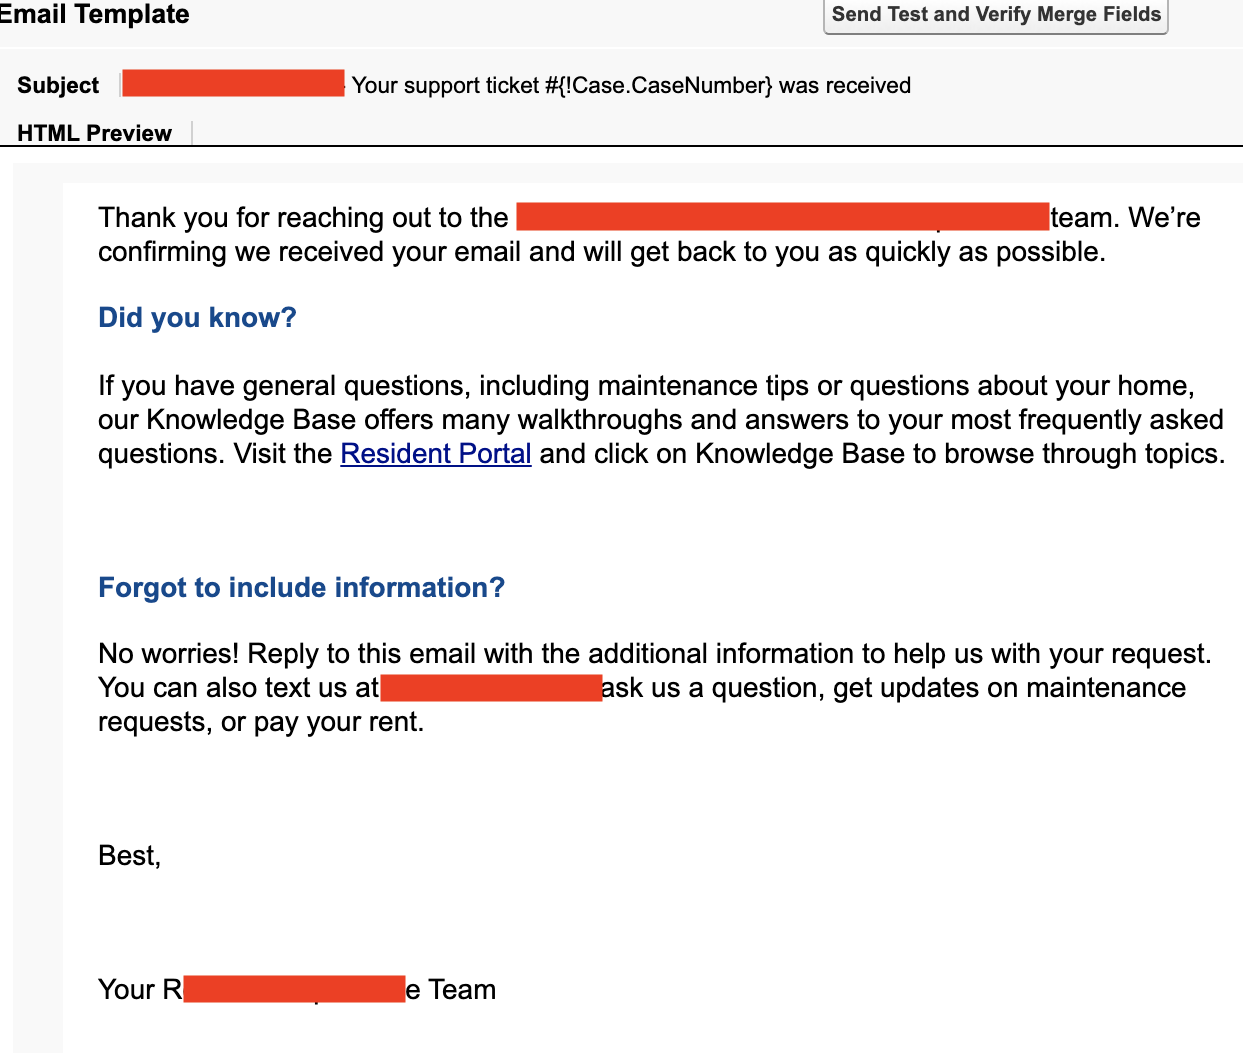 Email Template
Send Test and Verify Merge Fields
Subject Your support ticket #{!Case.CaseNumber} was received
HTML Preview
Thank you for reaching out to the team. We’re
confirming we received your email and will get back to you as quickly as possible.
Did you know?
If you have general questions, including maintenance tips or questions about your home,
our Knowledge Base offers many walkthroughs and answers to your most frequently asked
questions. Visit the Resident Portal and click on Knowledge Base to browse through topics.
Forgot to include information?
No worries! Reply to this email with the additional information to help us with your request.
You can also text us at ask us a question, get updates on maintenance
requests, or pay your rent.
Best,
Your Team